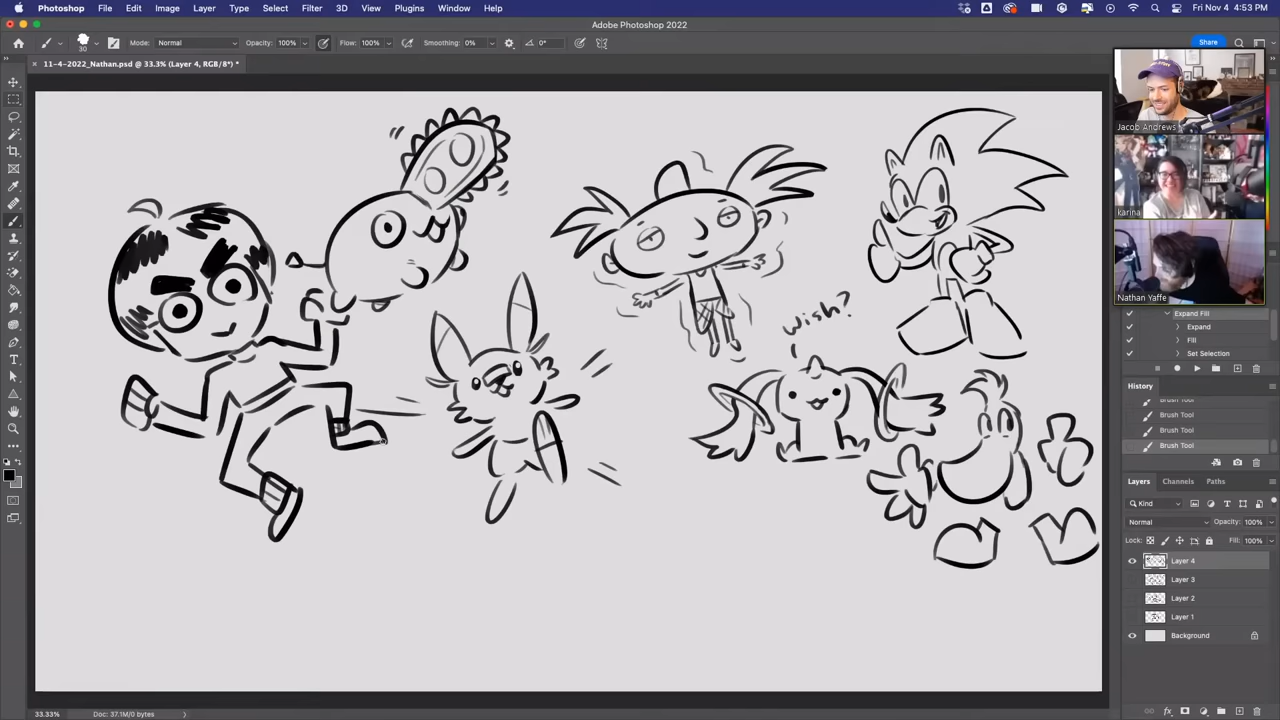 Photoshop File Edit Image Layer Type Select Filter 3D View Plugins Window Help Fri Nov 4 4:53 PM
Adobe Photoshop 2022
30 Mode: Normal Opacity: 100% Flow: 100% Smoothing: 0% 0° Share
11-4-2022_Nathan.psd @ 33.3% (Layer 4, RGB/8*) *
Jacob Andrews
karina
Nathan Yaffe
wish?
Expand Fill
Expand
Fill
Set Selection
History
Brush Tool
Brush Tool
Brush Tool
Brush Tool
Layers Channels Paths
Kind
Normal Opacity: 100%
Lock: Fill: 100%
Layer 4
Layer 3
Layer 2
Layer 1
Background
33.33% Doc: 37.1M/0 bytes